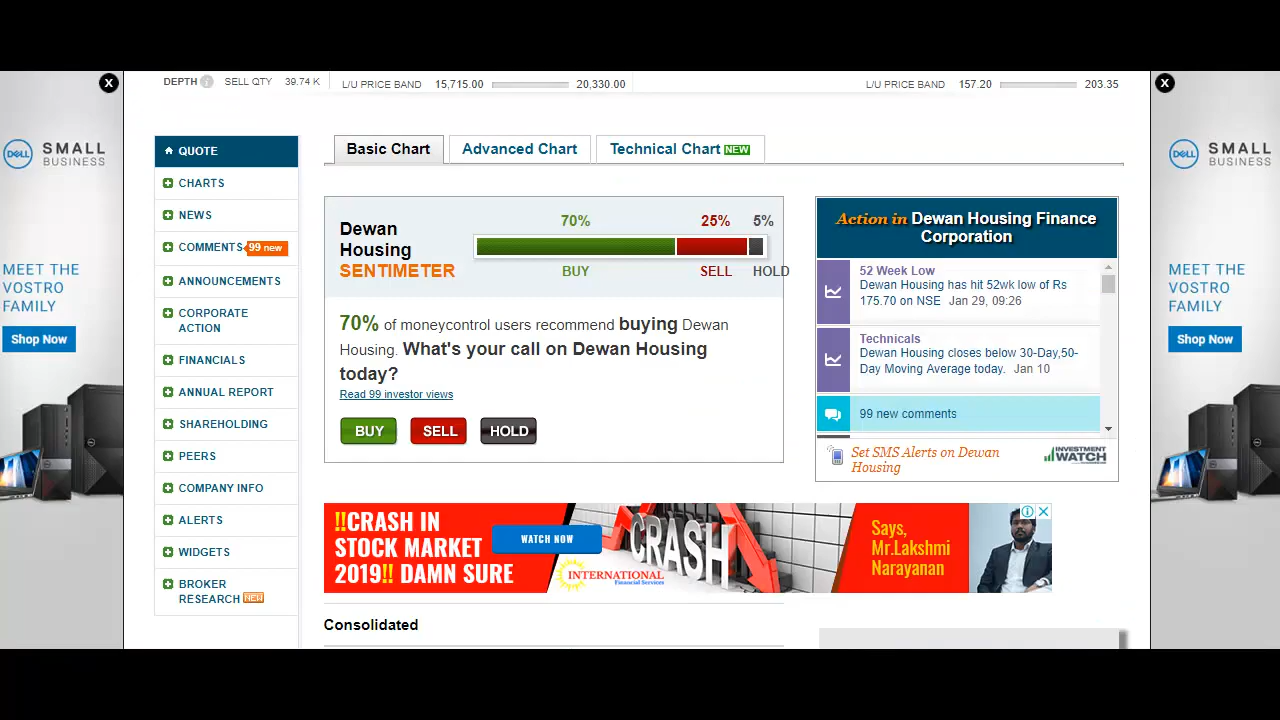 DEPTH SELL QTY 39.74 K L/U PRICE BAND 15,715.00 20,330.00 L/U PRICE BAND 157.20 203.35
X
X
DELL SMALL BUSINESS
MEET THE
VOSTRO
FAMILY
Shop Now
QUOTE
CHARTS
NEWS
COMMENTS 99 new
ANNOUNCEMENTS
CORPORATE
ACTION
FINANCIALS
ANNUAL REPORT
SHAREHOLDING
PEERS
COMPANY INFO
ALERTS
WIDGETS
BROKER
RESEARCH NEW
Basic Chart Advanced Chart Technical Chart NEW
Dewan
Housing
SENTIMETER
70% 25% 5%
BUY SELL HOLD
70% of moneycontrol users recommend buying Dewan
Housing. What's your call on Dewan Housing
today?
Read 99 investor views
BUY SELL HOLD
Action in Dewan Housing Finance
Corporation
52 Week Low
Dewan Housing has hit 52wk low of Rs
175.70 on NSE Jan 29, 09:26
Technicals
Dewan Housing closes below 30-Day,50-
Day Moving Average today. Jan 10
99 new comments
Set SMS Alerts on Dewan
Housing
INVESTMENT
WATCH
!!CRASH IN
STOCK MARKET
2019!! DAMN SURE
WATCH NOW
INTERNATIONAL
Financial Services
CRASH
Says,
Mr.Lakshmi
Narayanan
Consolidated
DELL SMALL BUSINESS
MEET THE
VOSTRO
FAMILY
Shop Now